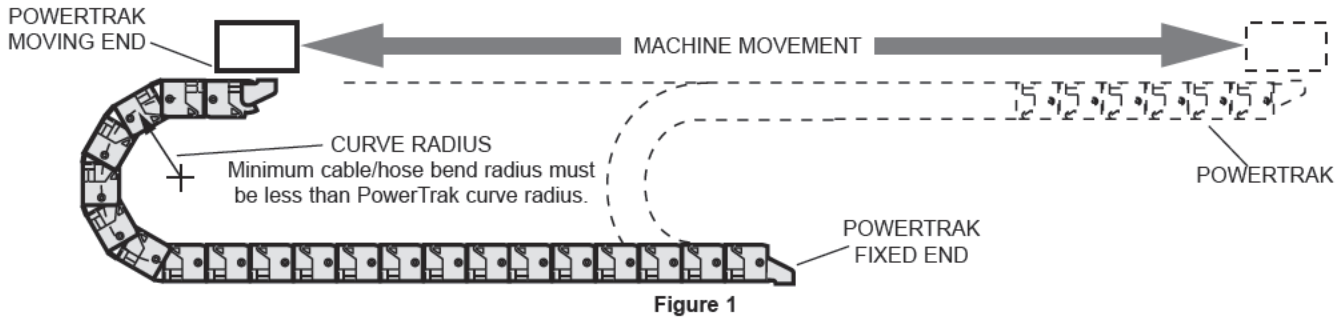 POWERTRAK
MOVING END
MACHINE MOVEMENT
CURVE RADIUS
Minimum cable/hose bend radius must
be less than PowerTrak curve radius.
POWERTRAK
POWERTRAK
FIXED END
Figure 1